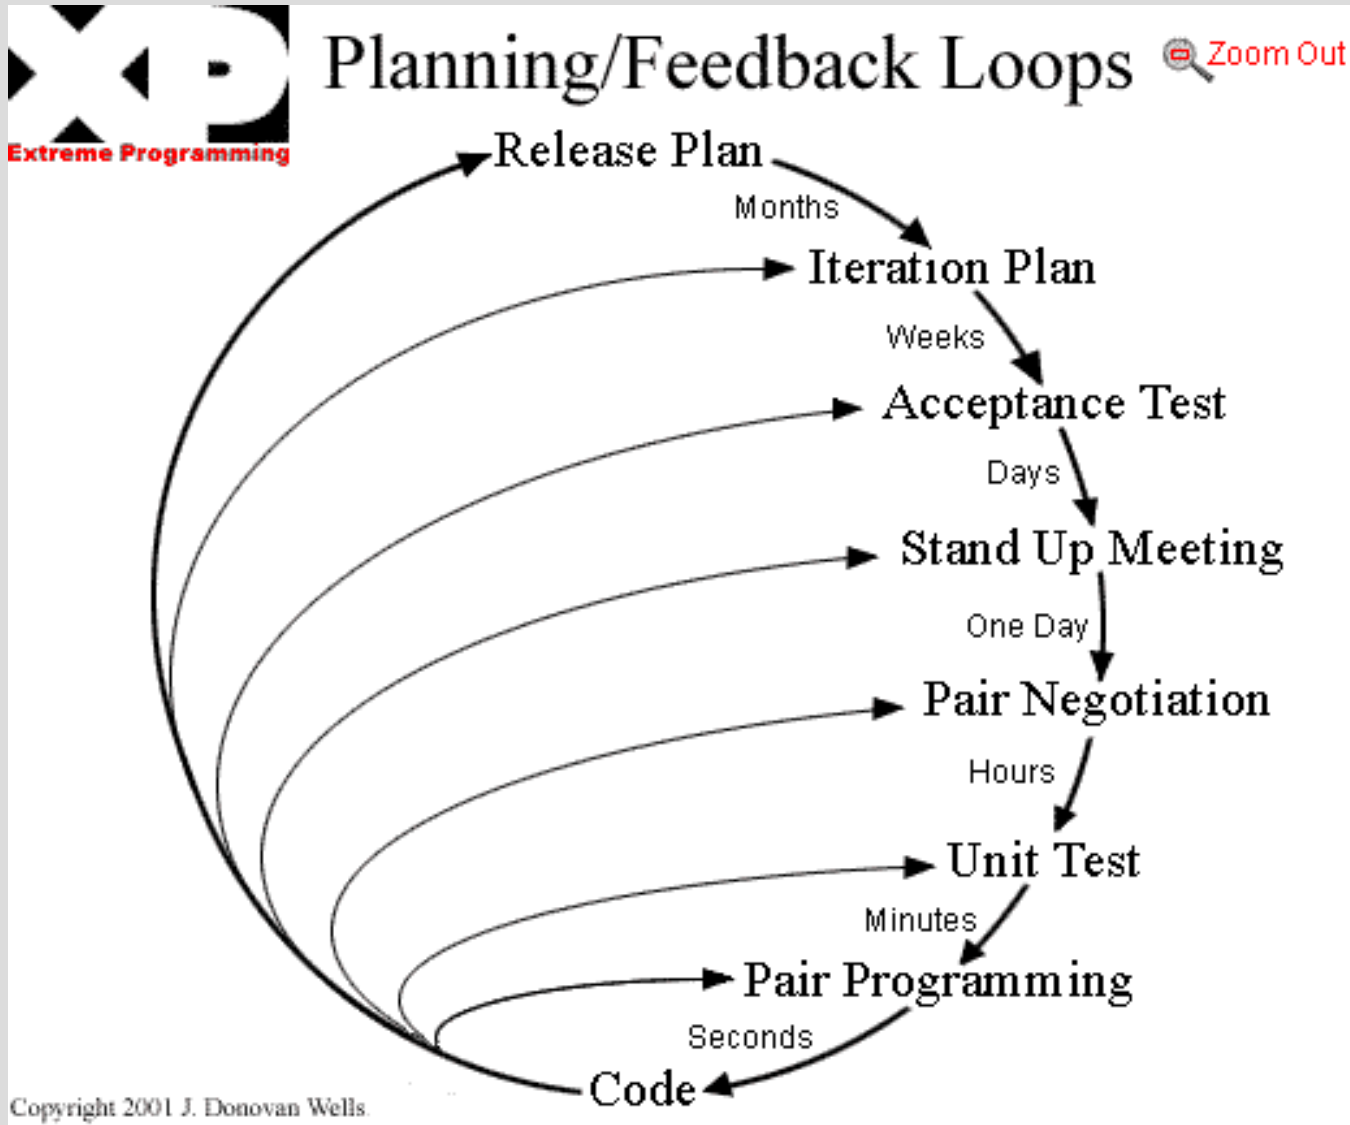 XP
Extreme Programming
Planning/Feedback Loops
Zoom Out
Release Plan
Months
Iteration Plan
Weeks
Acceptance Test
Days
Stand Up Meeting
One Day
Pair Negotiation
Hours
Unit Test
Minutes
Pair Programming
Seconds
Code
Copyright 2001 J. Donovan Wells.